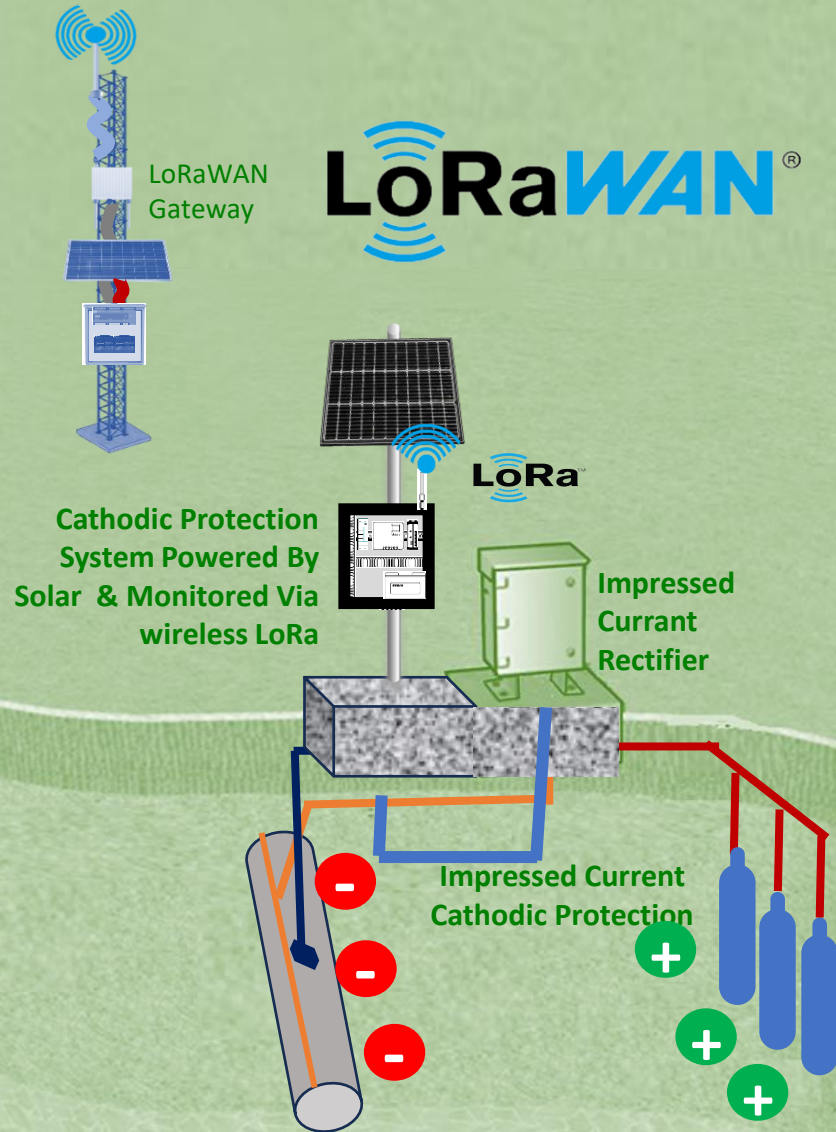 LoRaWAN
Gateway
LoRaWAN®
LoRa™
Cathodic Protection
System Powered By
Solar & Monitored Via
wireless LoRa
Impressed
Currant
Rectifier
Impressed Current
Cathodic Protection
-
-
-
+
+
+